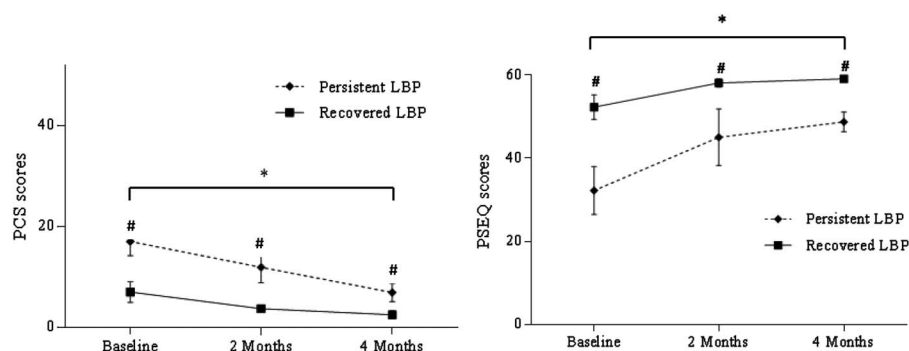 *
Persistent LBP
Recovered LBP
40
PCS scores
*
20
#
#
#
0
Baseline
2 Months
4 Months
*
60
#
#
#
40
PSEQ scores
Persistent LBP
20
Recovered LBP
0
Baseline
2 Months
4 Months